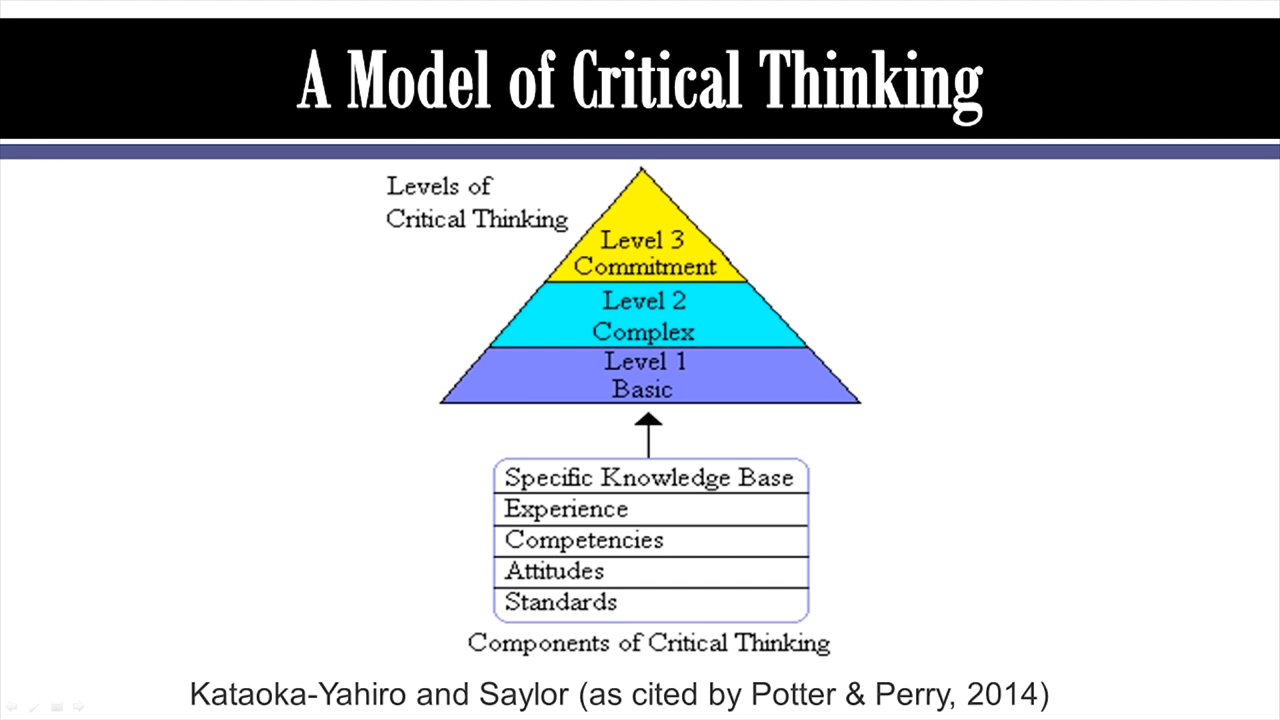 A Model of Critical Thinking
Levels of
Critical Thinking
Level 3
Commitment
Level 2
Complex
Level 1
Basic
Specific Knowledge Base
Experience
Competencies
Attitudes
Standards
Components of Critical Thinking
Kataoka-Yahiro and Saylor (as cited by Potter & Perry, 2014)